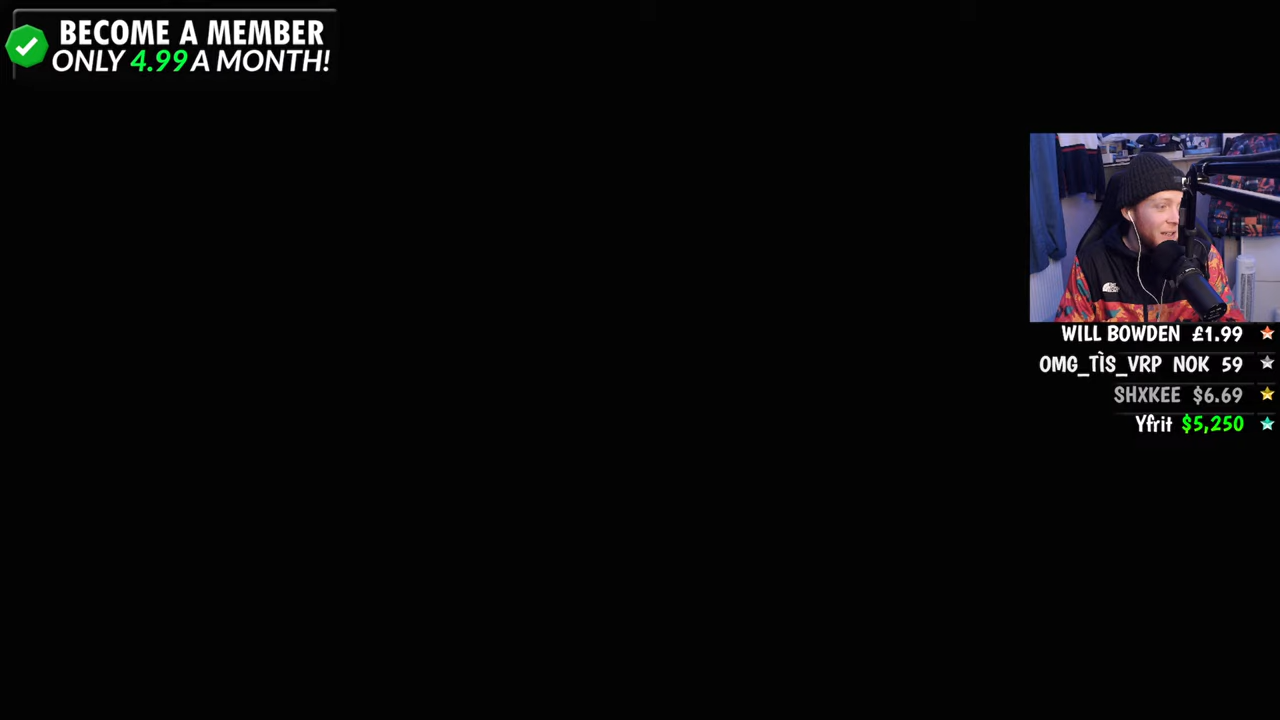 BECOME A MEMBER
ONLY 4.99 A MONTH!
WILL BOWDEN £1.99
OMG_TÌS_VRP NOK 59
SHXKEE $6.69
Yfrit $5,250